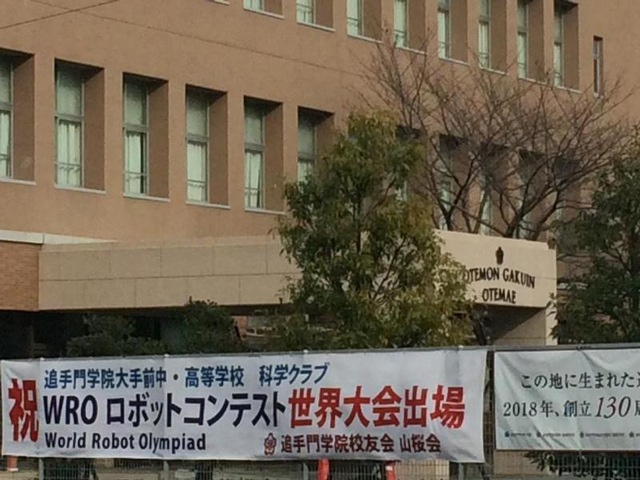 OTEMON GAKUIN
OTEMAE
追手門学院大手前中・高等学校 科学クラブ
祝 WRO ロボットコンテスト世界大会出場
World Robot Olympiad
追手門学院校友会 山桜会
この地に生まれた
2018年、創立130